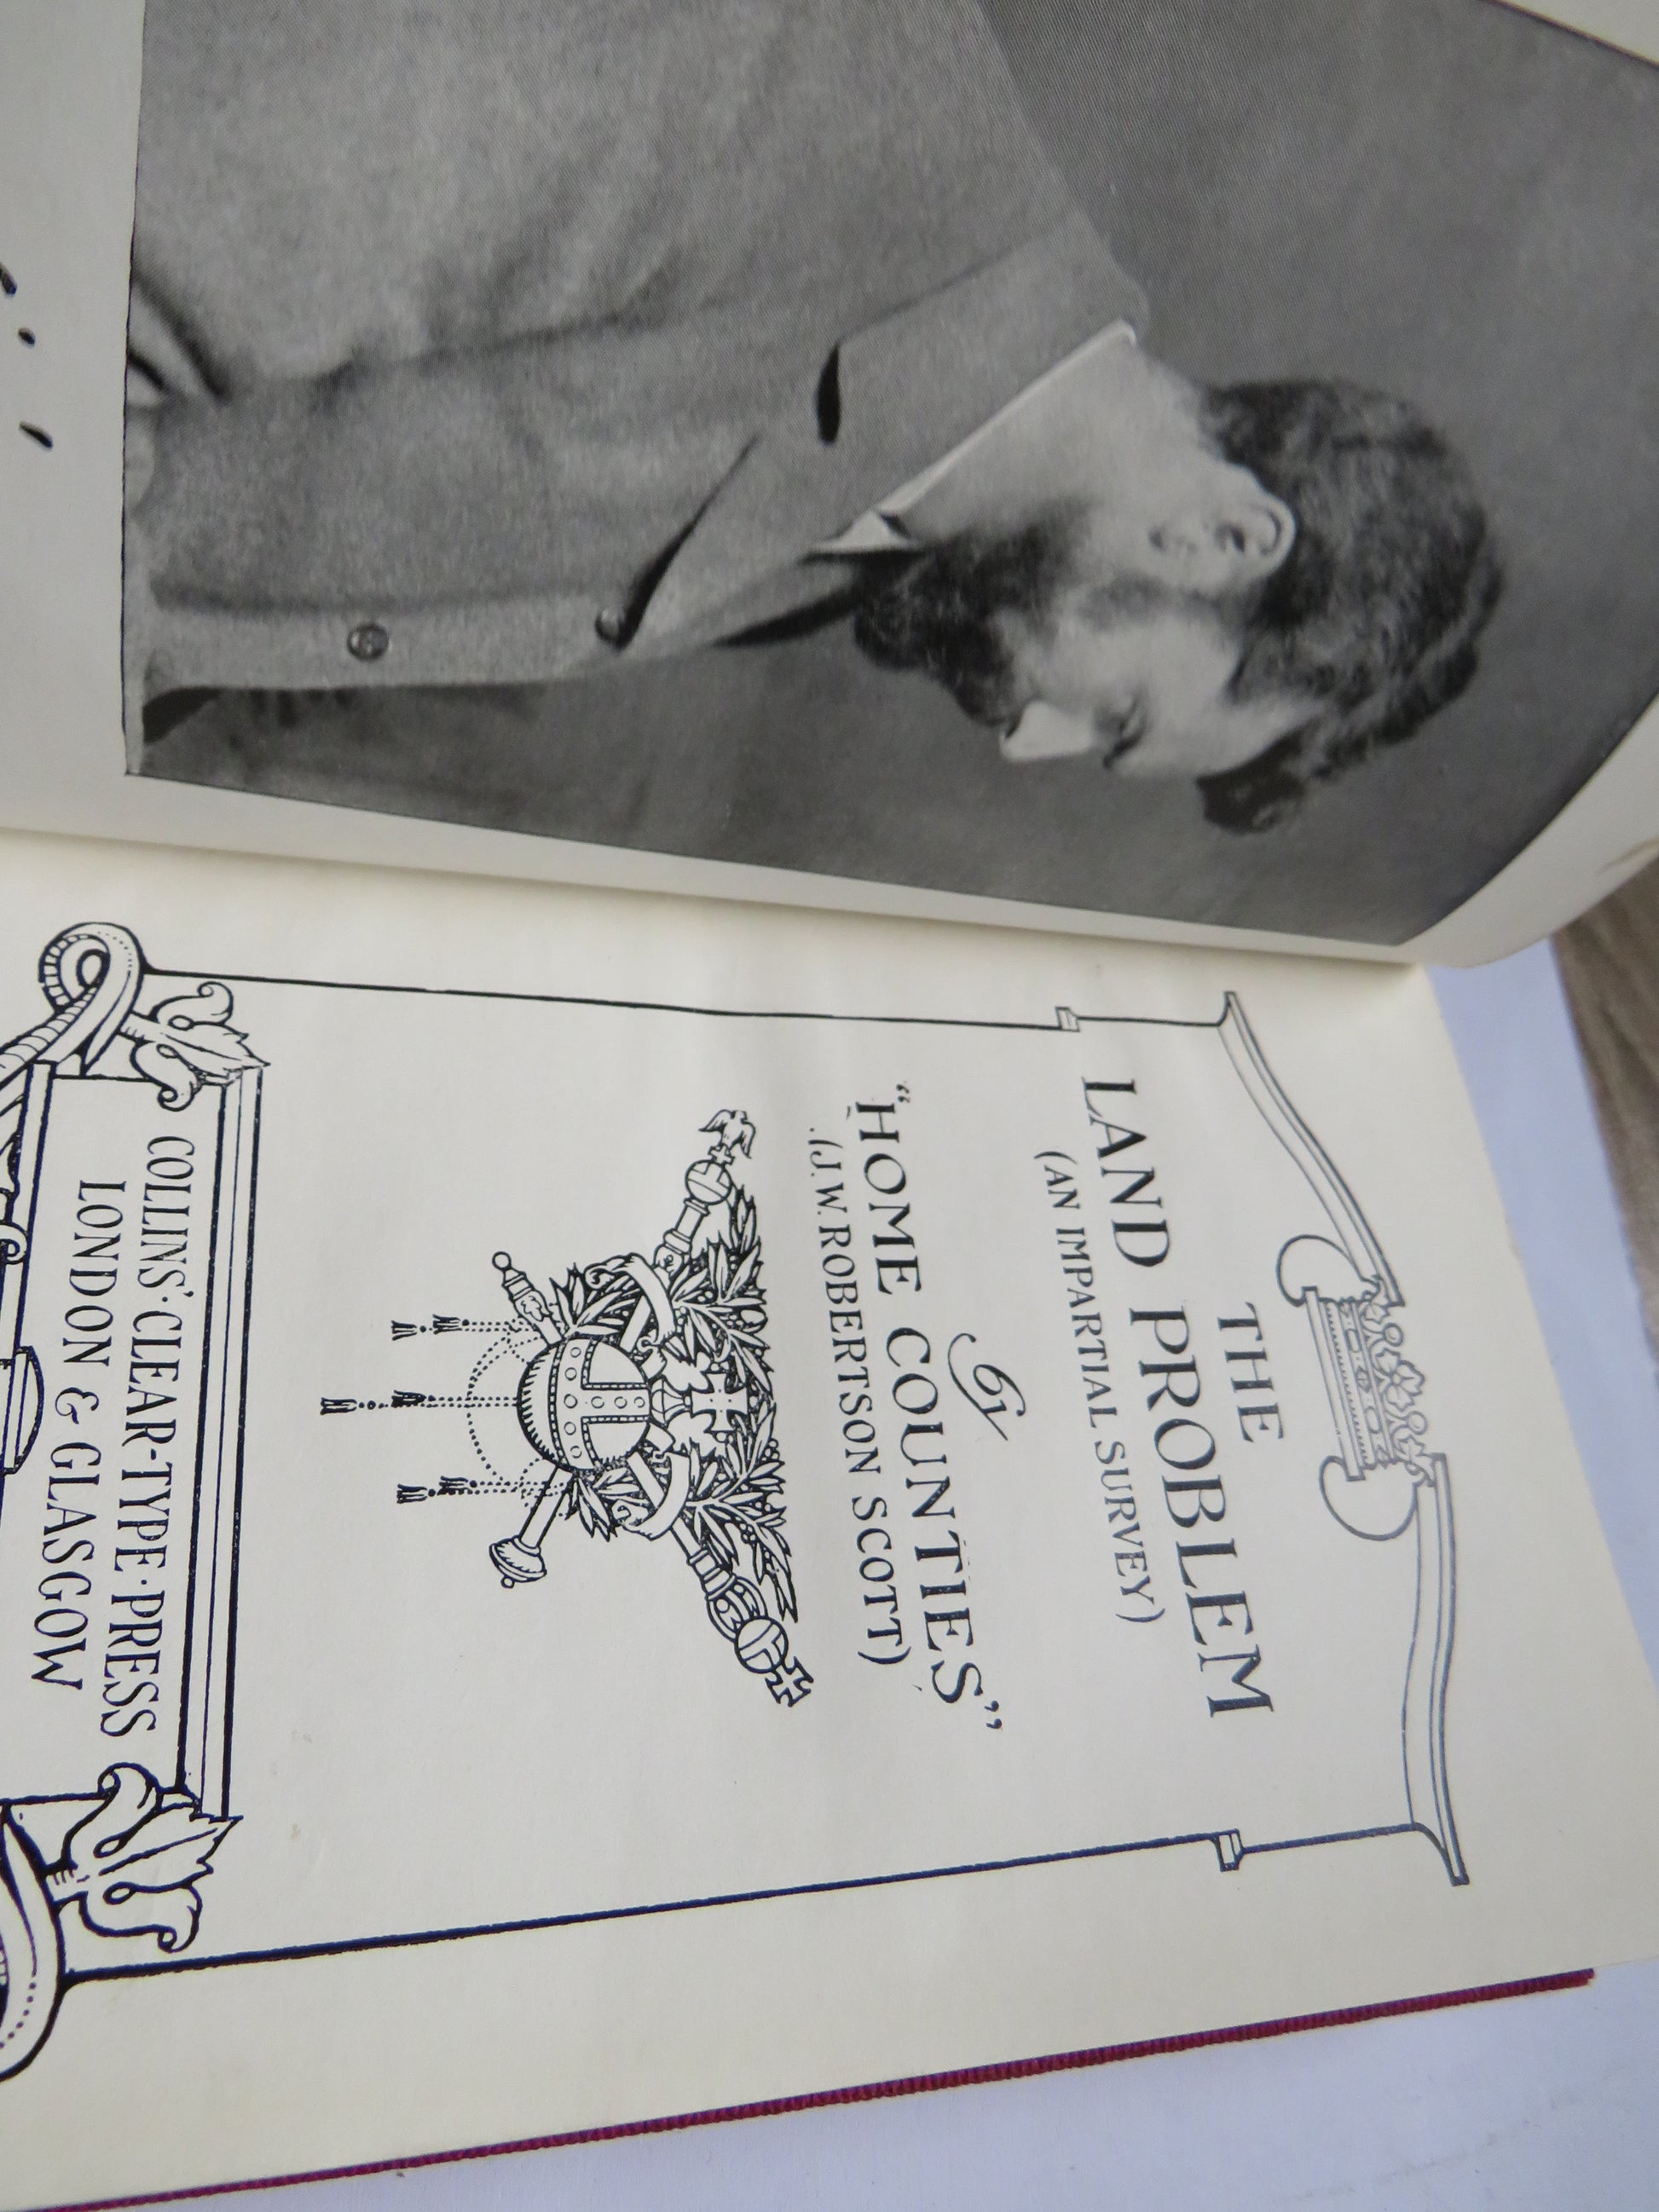 THE
LAND PROBLEM
(AN IMPARTIAL SURVEY)
by
"HOME COUNTIES"
(J.W. ROBERTSON SCOTT)
COLLINS'·CLEAR-TYPE·PRESS
LONDON & GLASGOW